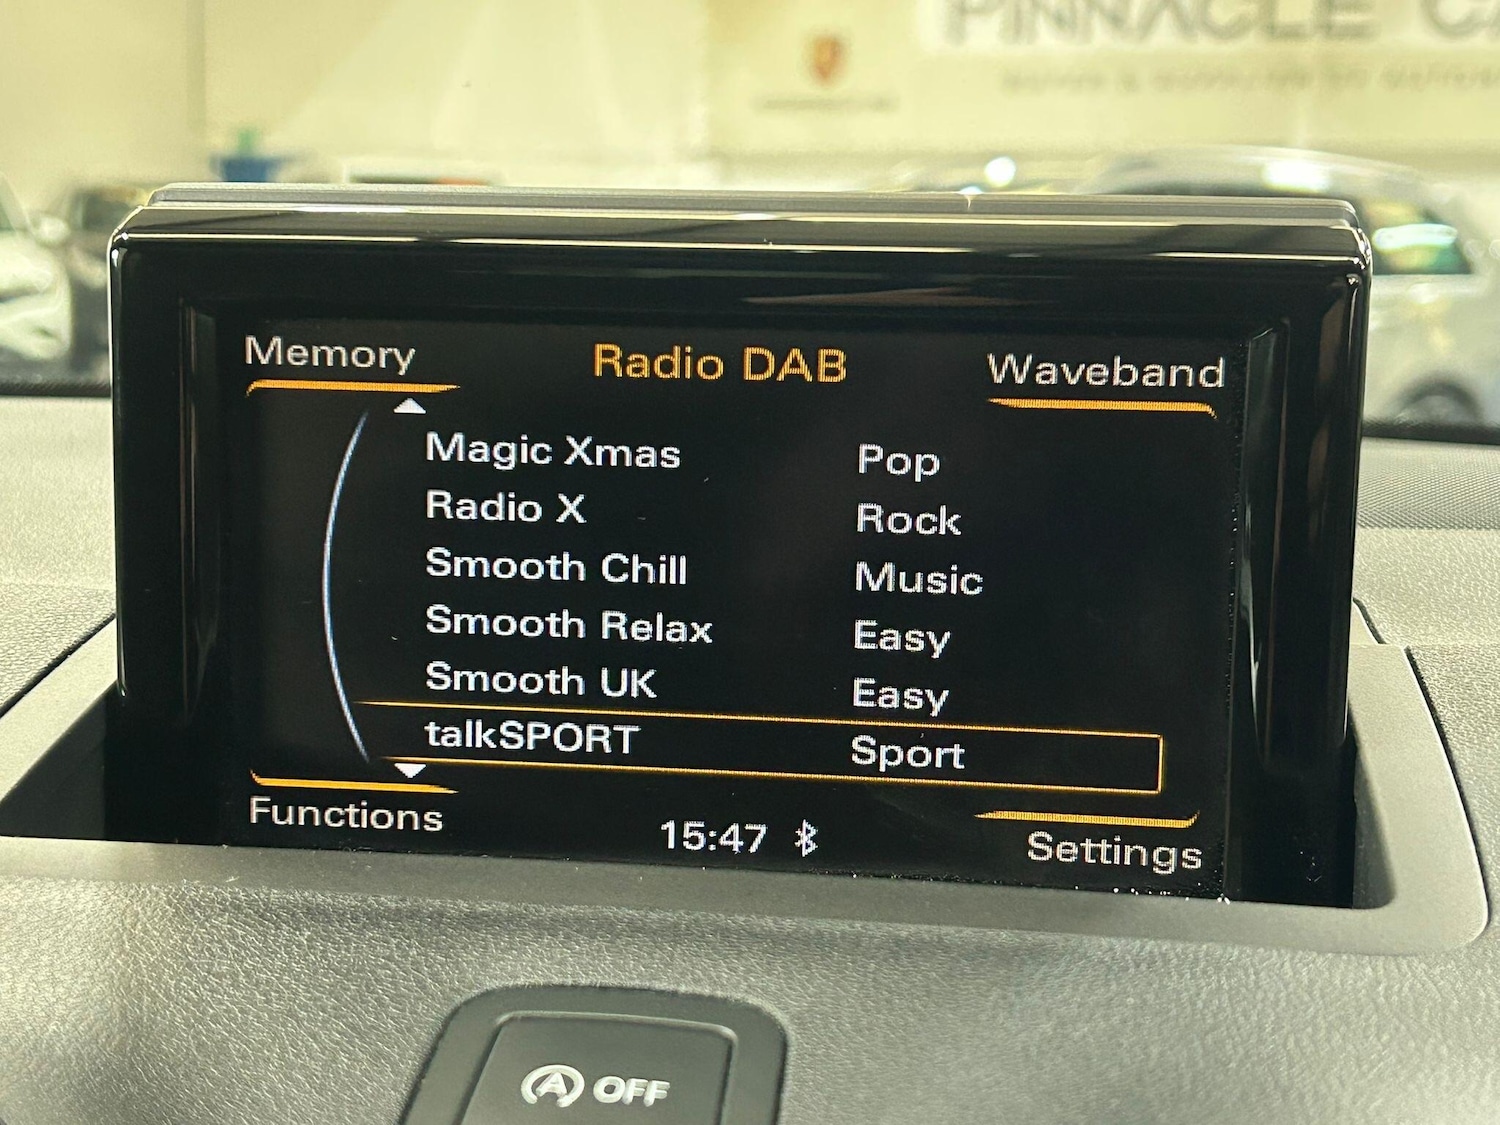 PINNACLE
Memory Radio DAB Waveband
Magic Xmas Pop
Radio X Rock
Smooth Chill Music
Smooth Relax Easy
Smooth UK Easy
talkSPORT Sport
Functions 15:47 Settings
A OFF